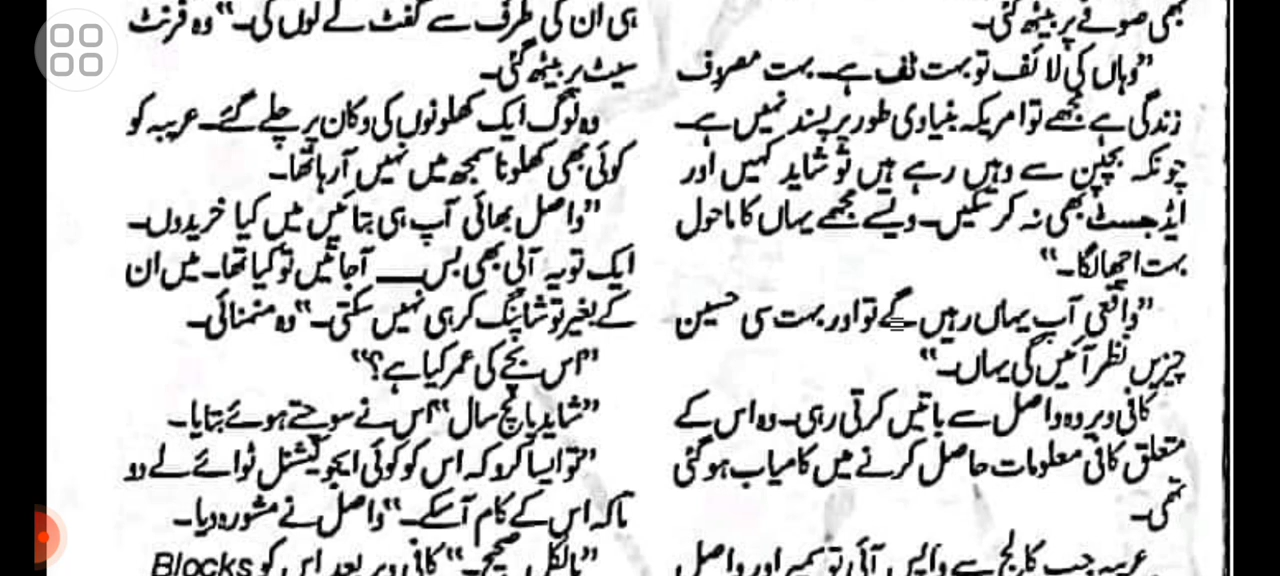 بھی صوفے پر بیٹھ گئی۔
”وہاں کی لائف تو بہت ٹف ہے۔ بہت مصروف
زندگی ہے مجھے تو امریکہ بنیادی طور پر پسند نہیں ہے۔
چونکہ بچپن سے وہیں رہے ہیں تو شاید کہیں اور
ایڈجسٹ بھی نہ کر سکیں۔ ویسے مجھے یہاں کا ماحول
بہت اچھا لگا۔“
”واقعی آپ یہاں رہیں گے تو اور بہت سی حسین
چیزیں نظر آئیں گی یہاں۔“
کافی دیر وہ واصل سے باتیں کرتی رہی۔ وہ اس کے
متعلق کافی معلومات حاصل کرنے میں کامیاب ہو گئی
تھی۔
عریبہ جب کالج سے واپس آئی تو سمیر اور واصل
ہی ان کی طرف سے گفٹ لے لوں گی۔“ وہ فرنٹ
سیٹ پر بیٹھ گئی۔
وہ لوگ ایک کھلونوں کی دکان پر چلے گئے۔ عریبہ کو
کوئی بھی کھلونا سمجھ میں نہیں آ رہا تھا۔
”واصل بھائی آپ ہی بتائیں میں کیا خریدوں۔
ایک تو یہ آپی بھی بس ـــــ آجاتیں تو کیا تھا۔ میں ان
کے بغیر تو شاپنگ کر ہی نہیں سکتی۔“ وہ منمنائی۔
”اس بچے کی عمر کیا ہے؟“
”شاید پانچ سال“ اس نے سوچتے ہوئے بتایا۔
”تو ایسا کرو کہ اس کو کوئی ایجوکیشنل ٹوائے لے دو
تاکہ اس کے کام آسکے۔“ واصل نے مشورہ دیا۔
”بالکل صحیح۔“ کافی دیر بعد اس کو Blocks